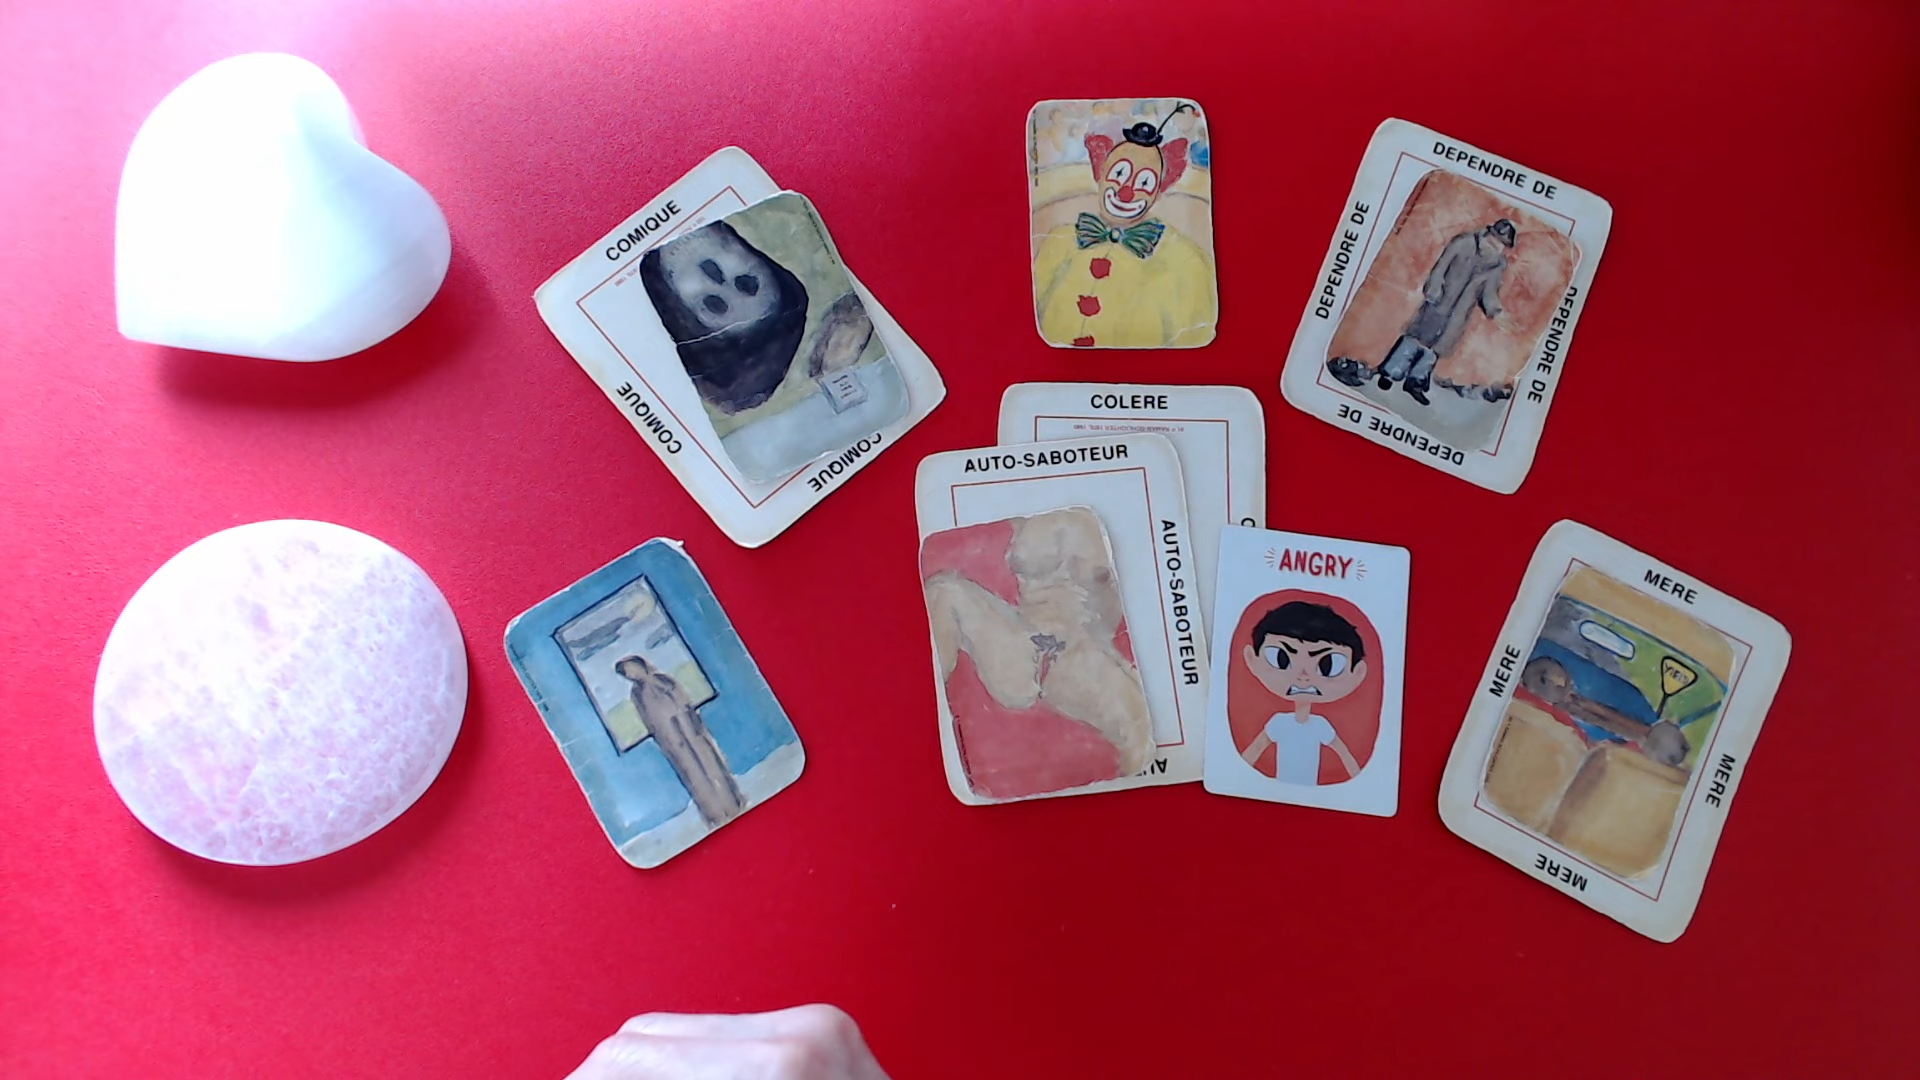 COMIQUE
COMIQUE
COMIQUE
DEPENDRE DE
DEPENDRE DE
DEPENDRE DE
DEPENDRE DE
COLERE
AUTO-SABOTEUR
AUTO-SABOTEUR
ANGRY
MERE
MERE
MERE
MERE
YIELD